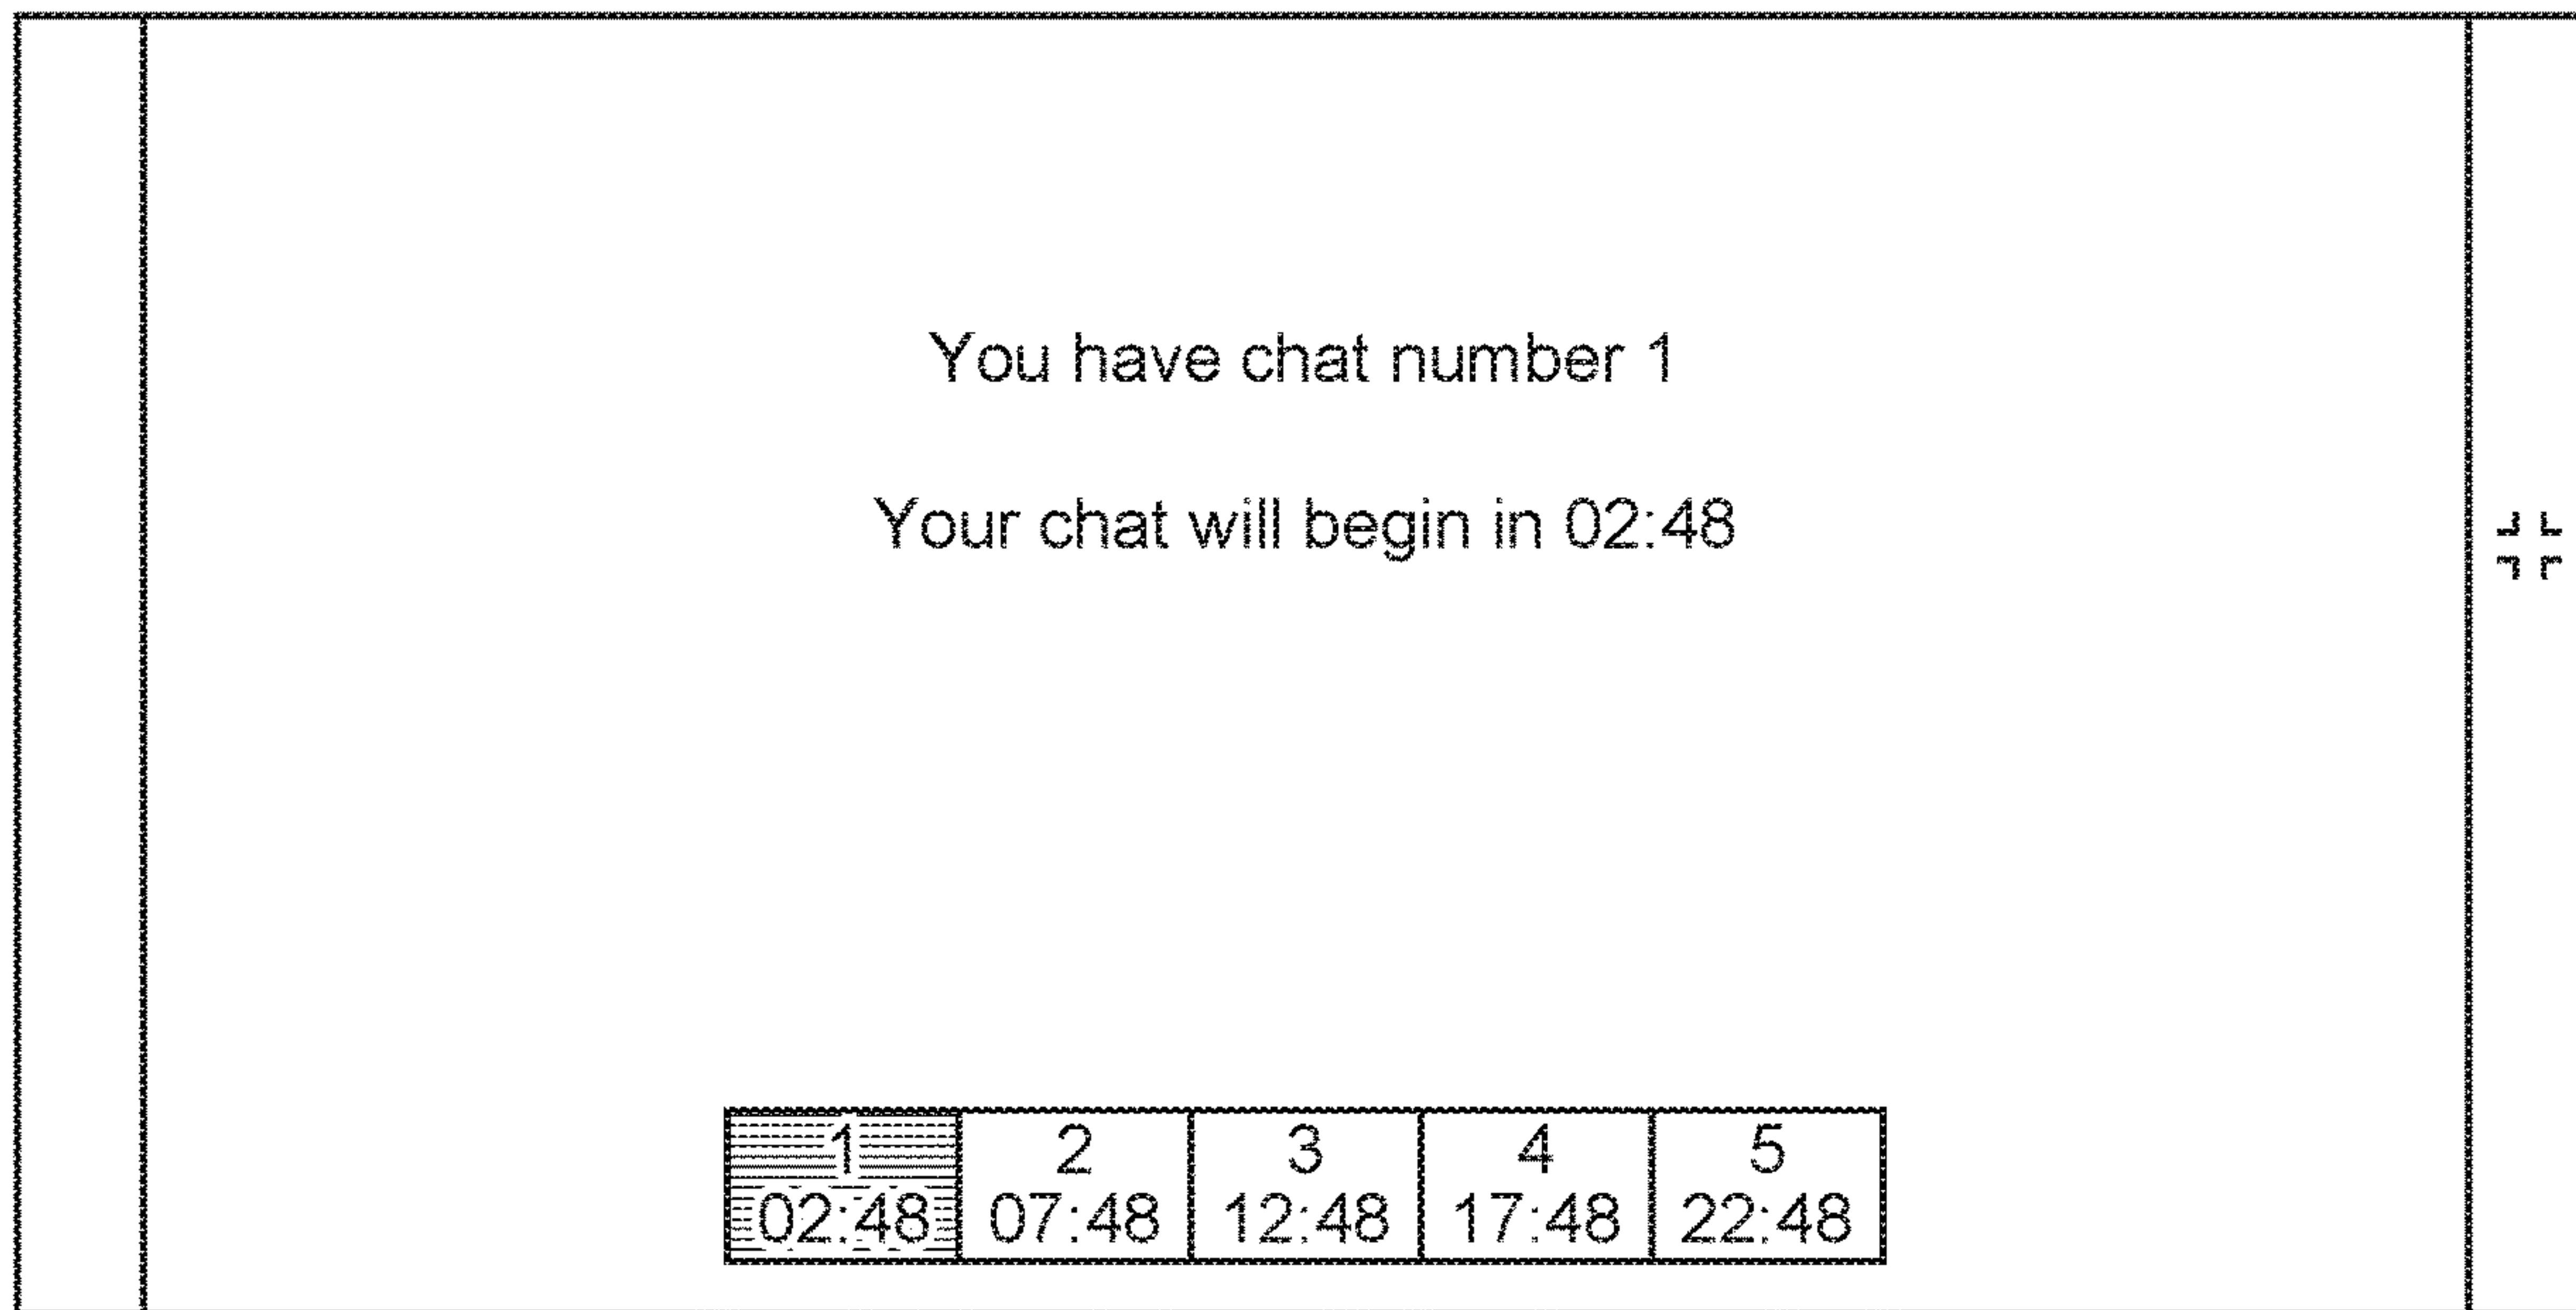 You have chat number 1
Your chat will begin in 02:48
1 2 3 4 5
02:48 07:48 12:48 17:48 22:48